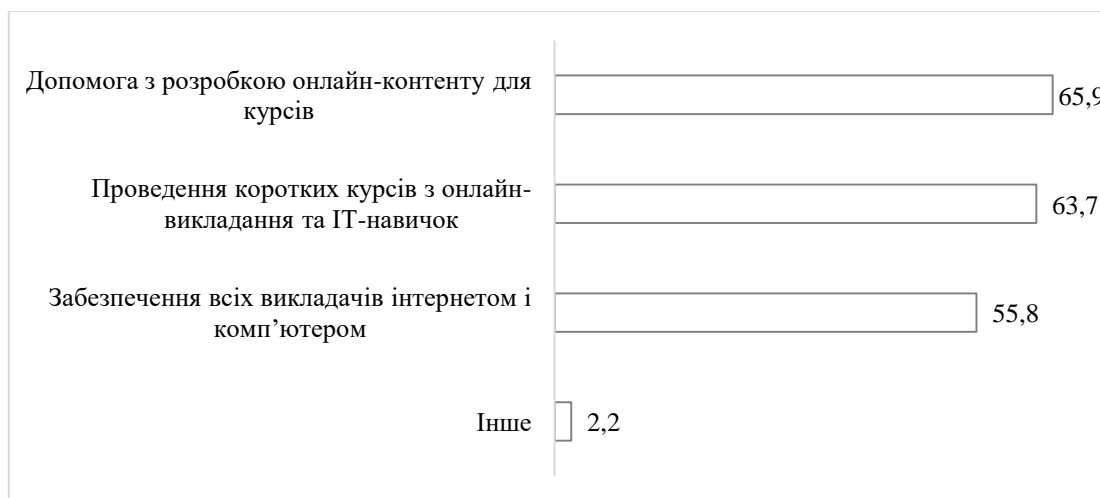 Допомога з розробкою онлайн-контенту для
курсів
65,9
Проведення коротких курсів з онлайн-
викладання та ІТ-навичок
63,7
Забезпечення всіх викладачів інтернетом і
комп’ютером
55,8
Інше
2,2